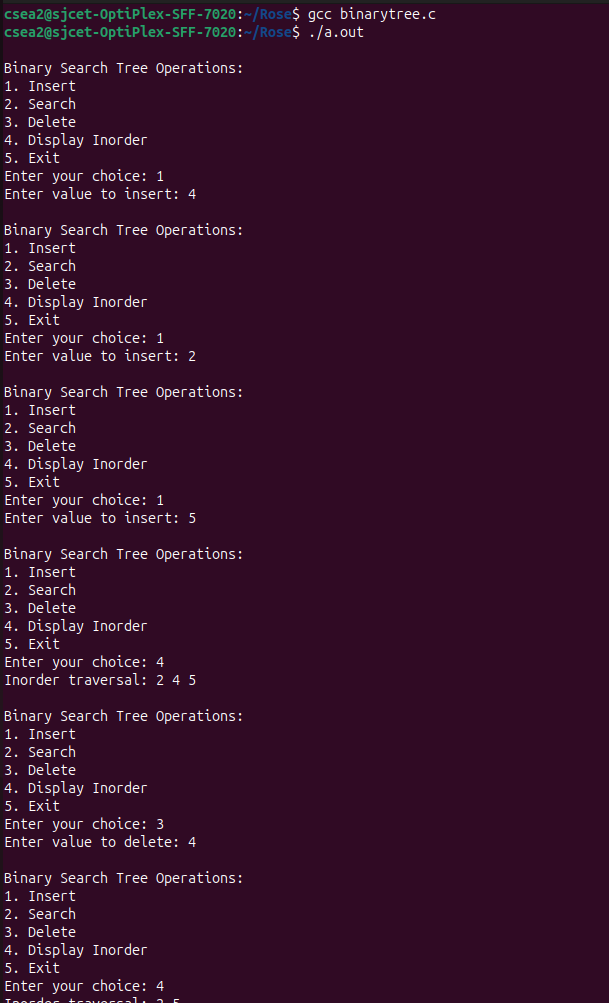 csea2@sjcet-OptiPlex-SFF-7020:~/Rose$ gcc binarytree.c
csea2@sjcet-OptiPlex-SFF-7020:~/Rose$ ./a.out
Binary Search Tree Operations:
1. Insert
2. Search
3. Delete
4. Display Inorder
5. Exit
Enter your choice: 1
Enter value to insert: 4
Binary Search Tree Operations:
1. Insert
2. Search
3. Delete
4. Display Inorder
5. Exit
Enter your choice: 1
Enter value to insert: 2
Binary Search Tree Operations:
1. Insert
2. Search
3. Delete
4. Display Inorder
5. Exit
Enter your choice: 1
Enter value to insert: 5
Binary Search Tree Operations:
1. Insert
2. Search
3. Delete
4. Display Inorder
5. Exit
Enter your choice: 4
Inorder traversal: 2 4 5
Binary Search Tree Operations:
1. Insert
2. Search
3. Delete
4. Display Inorder
5. Exit
Enter your choice: 3
Enter value to delete: 4
Binary Search Tree Operations:
1. Insert
2. Search
3. Delete
4. Display Inorder
5. Exit
Enter your choice: 4
Inorder traversal: 2 5